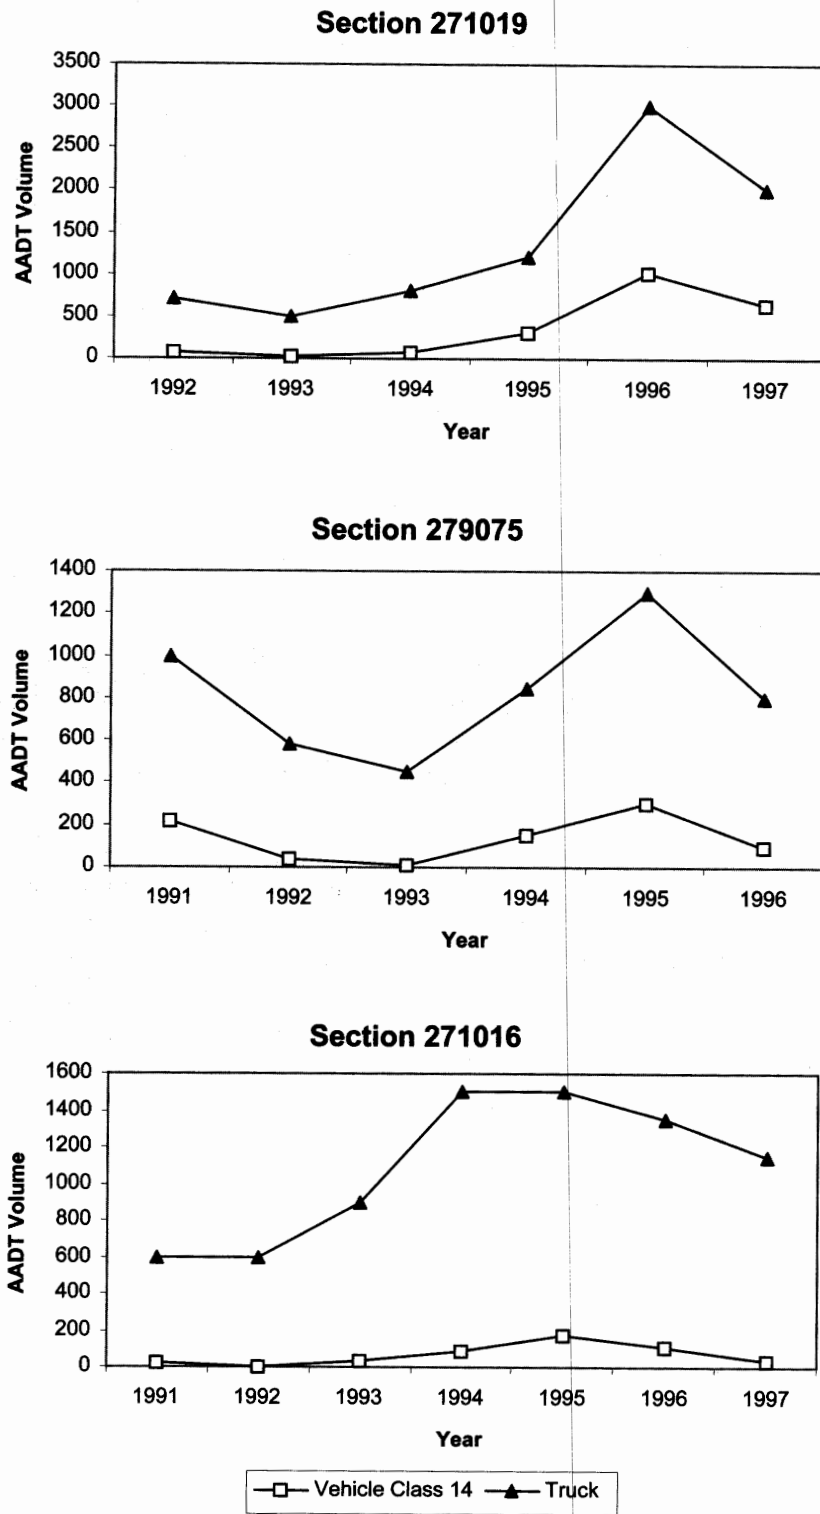 Section 271019
3500
3000
2500
2000
1500
1000
500
0
AADT Volume
1992 1993 1994 1995 1996 1997
Year
Section 279075
1400
1200
1000
800
600
400
200
0
AADT Volume
1991 1992 1993 1994 1995 1996
Year
Section 271016
1600
1400
1200
1000
800
600
400
200
0
AADT Volume
1991 1992 1993 1994 1995 1996 1997
Year
Vehicle Class 14 Truck